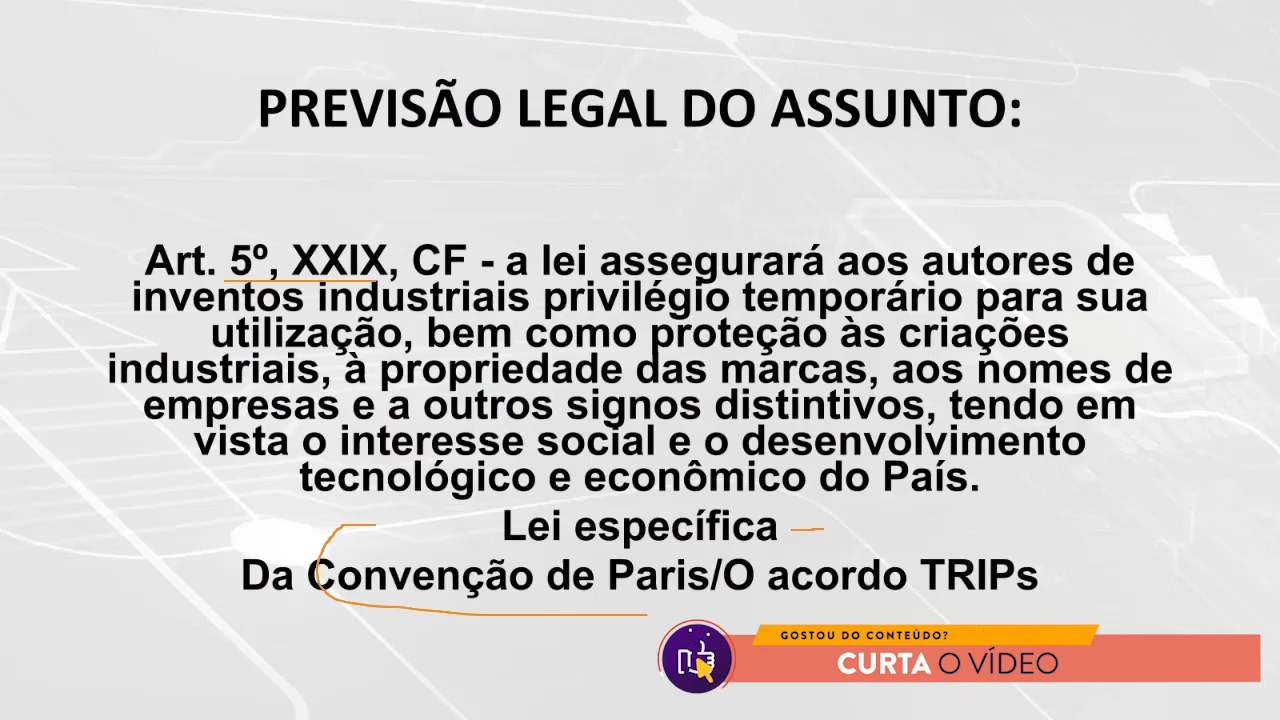 PREVISÃO LEGAL DO ASSUNTO:
Art. 5º, XXIX, CF - a lei assegurará aos autores de
inventos industriais privilégio temporário para sua
utilização, bem como proteção às criações
industriais, à propriedade das marcas, aos nomes de
empresas e a outros signos distintivos, tendo em
vista o interesse social e o desenvolvimento
tecnológico e econômico do País.
Lei específica
Da Convenção de Paris/O acordo TRIPs
GOSTOU DO CONTEÚDO?
CURTA O VÍDEO